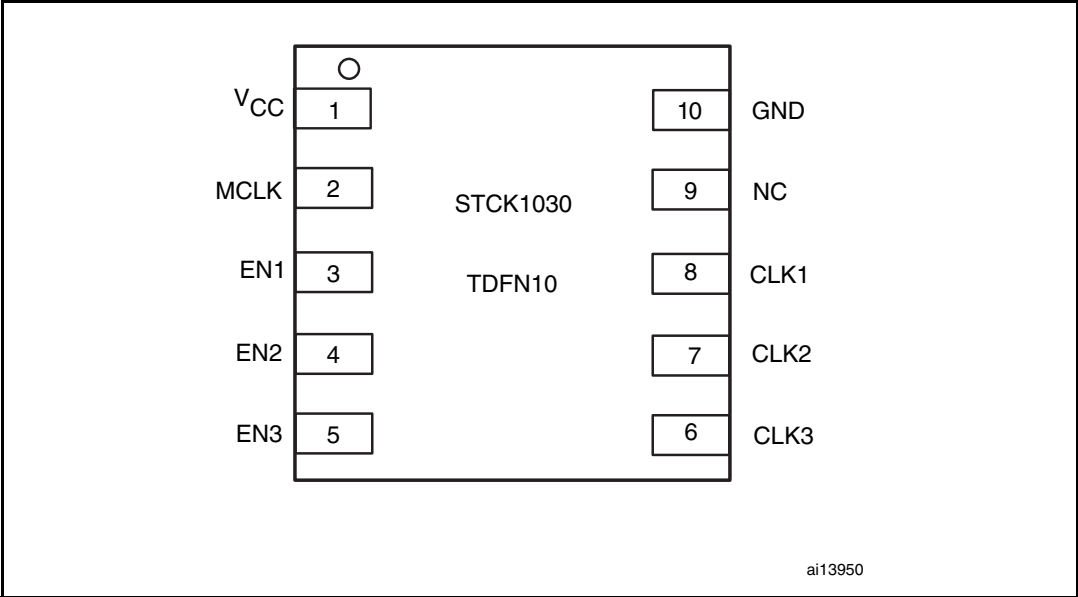 VCC 1 10 GND
MCLK 2 9 NC
STCK1030
EN1 3 8 CLK1
TDFN10
EN2 4 7 CLK2
EN3 5 6 CLK3
ai13950